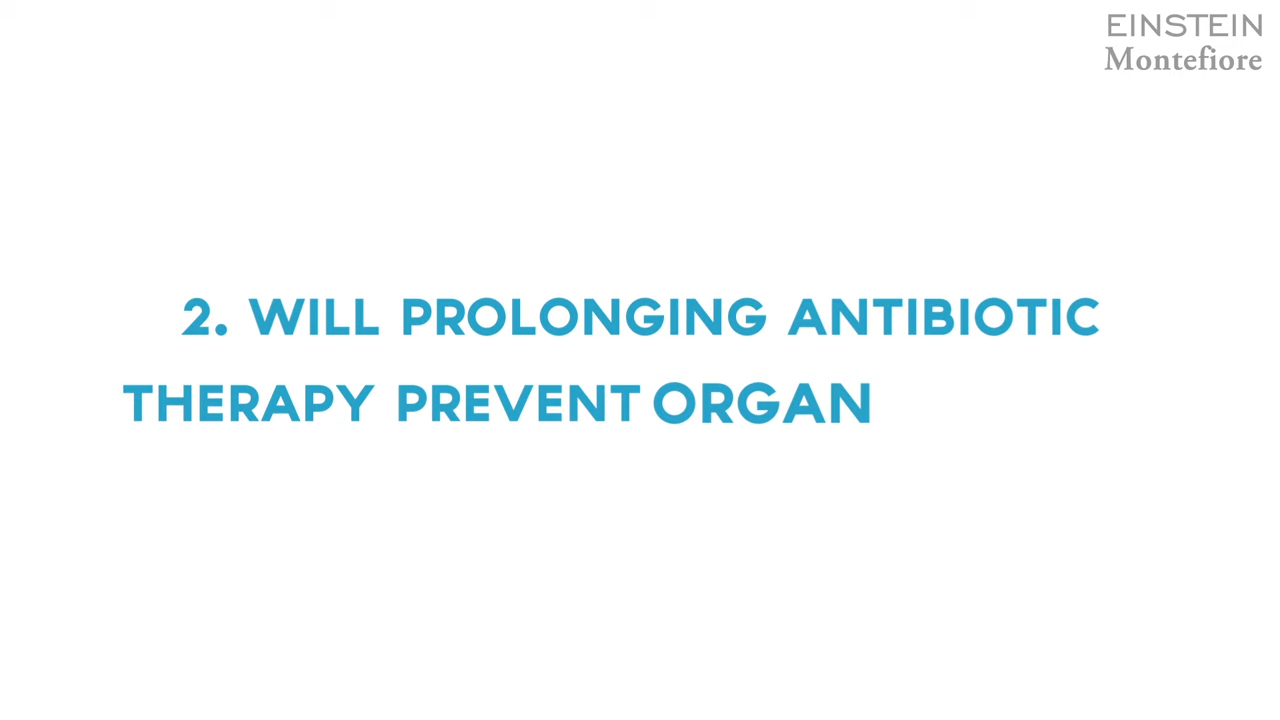 EINSTEIN
Montefiore
2. WILL PROLONGING ANTIBIOTIC
THERAPY PREVENT ORGAN